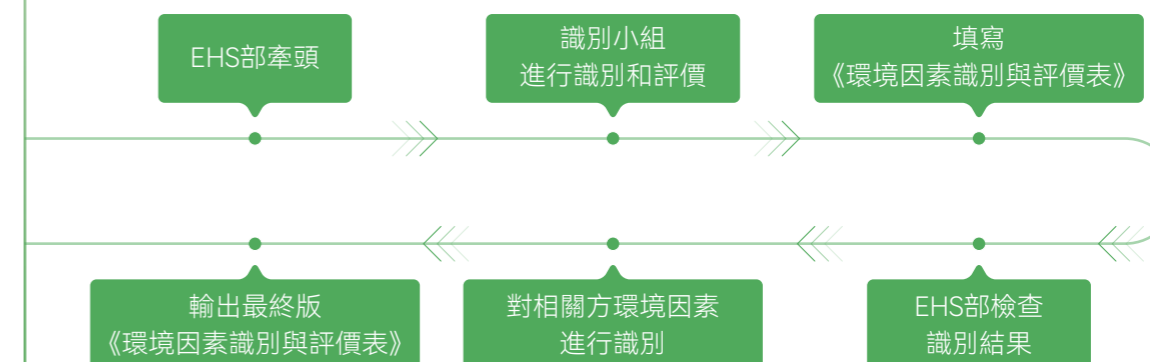 EHS部牽頭
識別小組
進行識別和評價
填寫
《環境因素識別與評價表》
EHS部檢查
識別結果
對相關方環境因素
進行識別
輸出最終版
《環境因素識別與評價表》